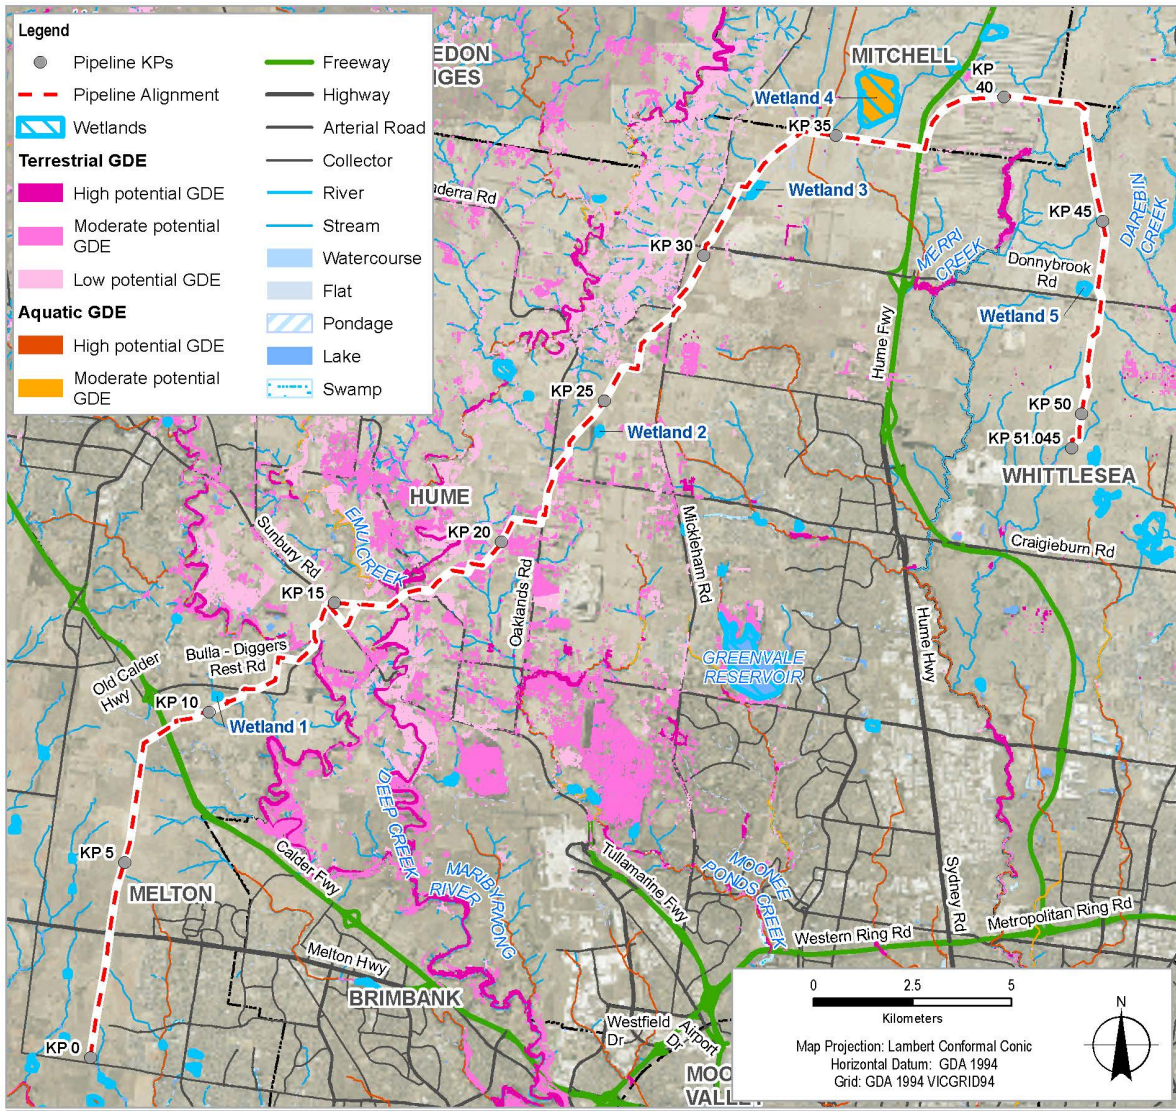 Legend
Pipeline KPs
Pipeline Alignment
Wetlands
Terrestrial GDE
High potential GDE
Moderate potential
GDE
Low potential GDE
Aquatic GDE
High potential GDE
Moderate potential
GDE
Freeway
Highway
Arterial Road
Collector
River
Stream
Watercourse
Flat
Pondage
Lake
Swamp
EDON
NGES
MITCHELL
KP
40
Wetland 4
KP 35
Wetland 3
aderra Rd
KP 45
DAREBIN
CREEK
KP 30
MERRI
CREEK
Donnybrook
Rd
Wetland 5
Hume Fwy
KP 25
KP 50
Wetland 2
KP 51.045
WHITTLESEA
HUME
EMU CREEK
Sunbury Rd
KP 20
Mickleham Rd
Craigieburn Rd
Oaklands Rd
KP 15
Hume Hwy
Bulla - Diggers
Rest Rd
GREENVALE
RESERVOIR
Old Calder
Hwy
KP 10
Wetland 1
DEEP CREEK
KP 5
MELTON
Calder Fwy
MARIBYRNONG
RIVER
Tullamarine Fwy
MOONEE
PONDS CREEK
Sydney Rd
Metropolitan Ring Rd
Western Ring Rd
Melton Hwy
BRIMBANK
KP 0
Westfield
Dr
Airport
Dr
MOO
VALLEY
0
2.5
5
Kilometers
N
Map Projection: Lambert Conformal Conic
Horizontal Datum: GDA 1994
Grid: GDA 1994 VICGRID94